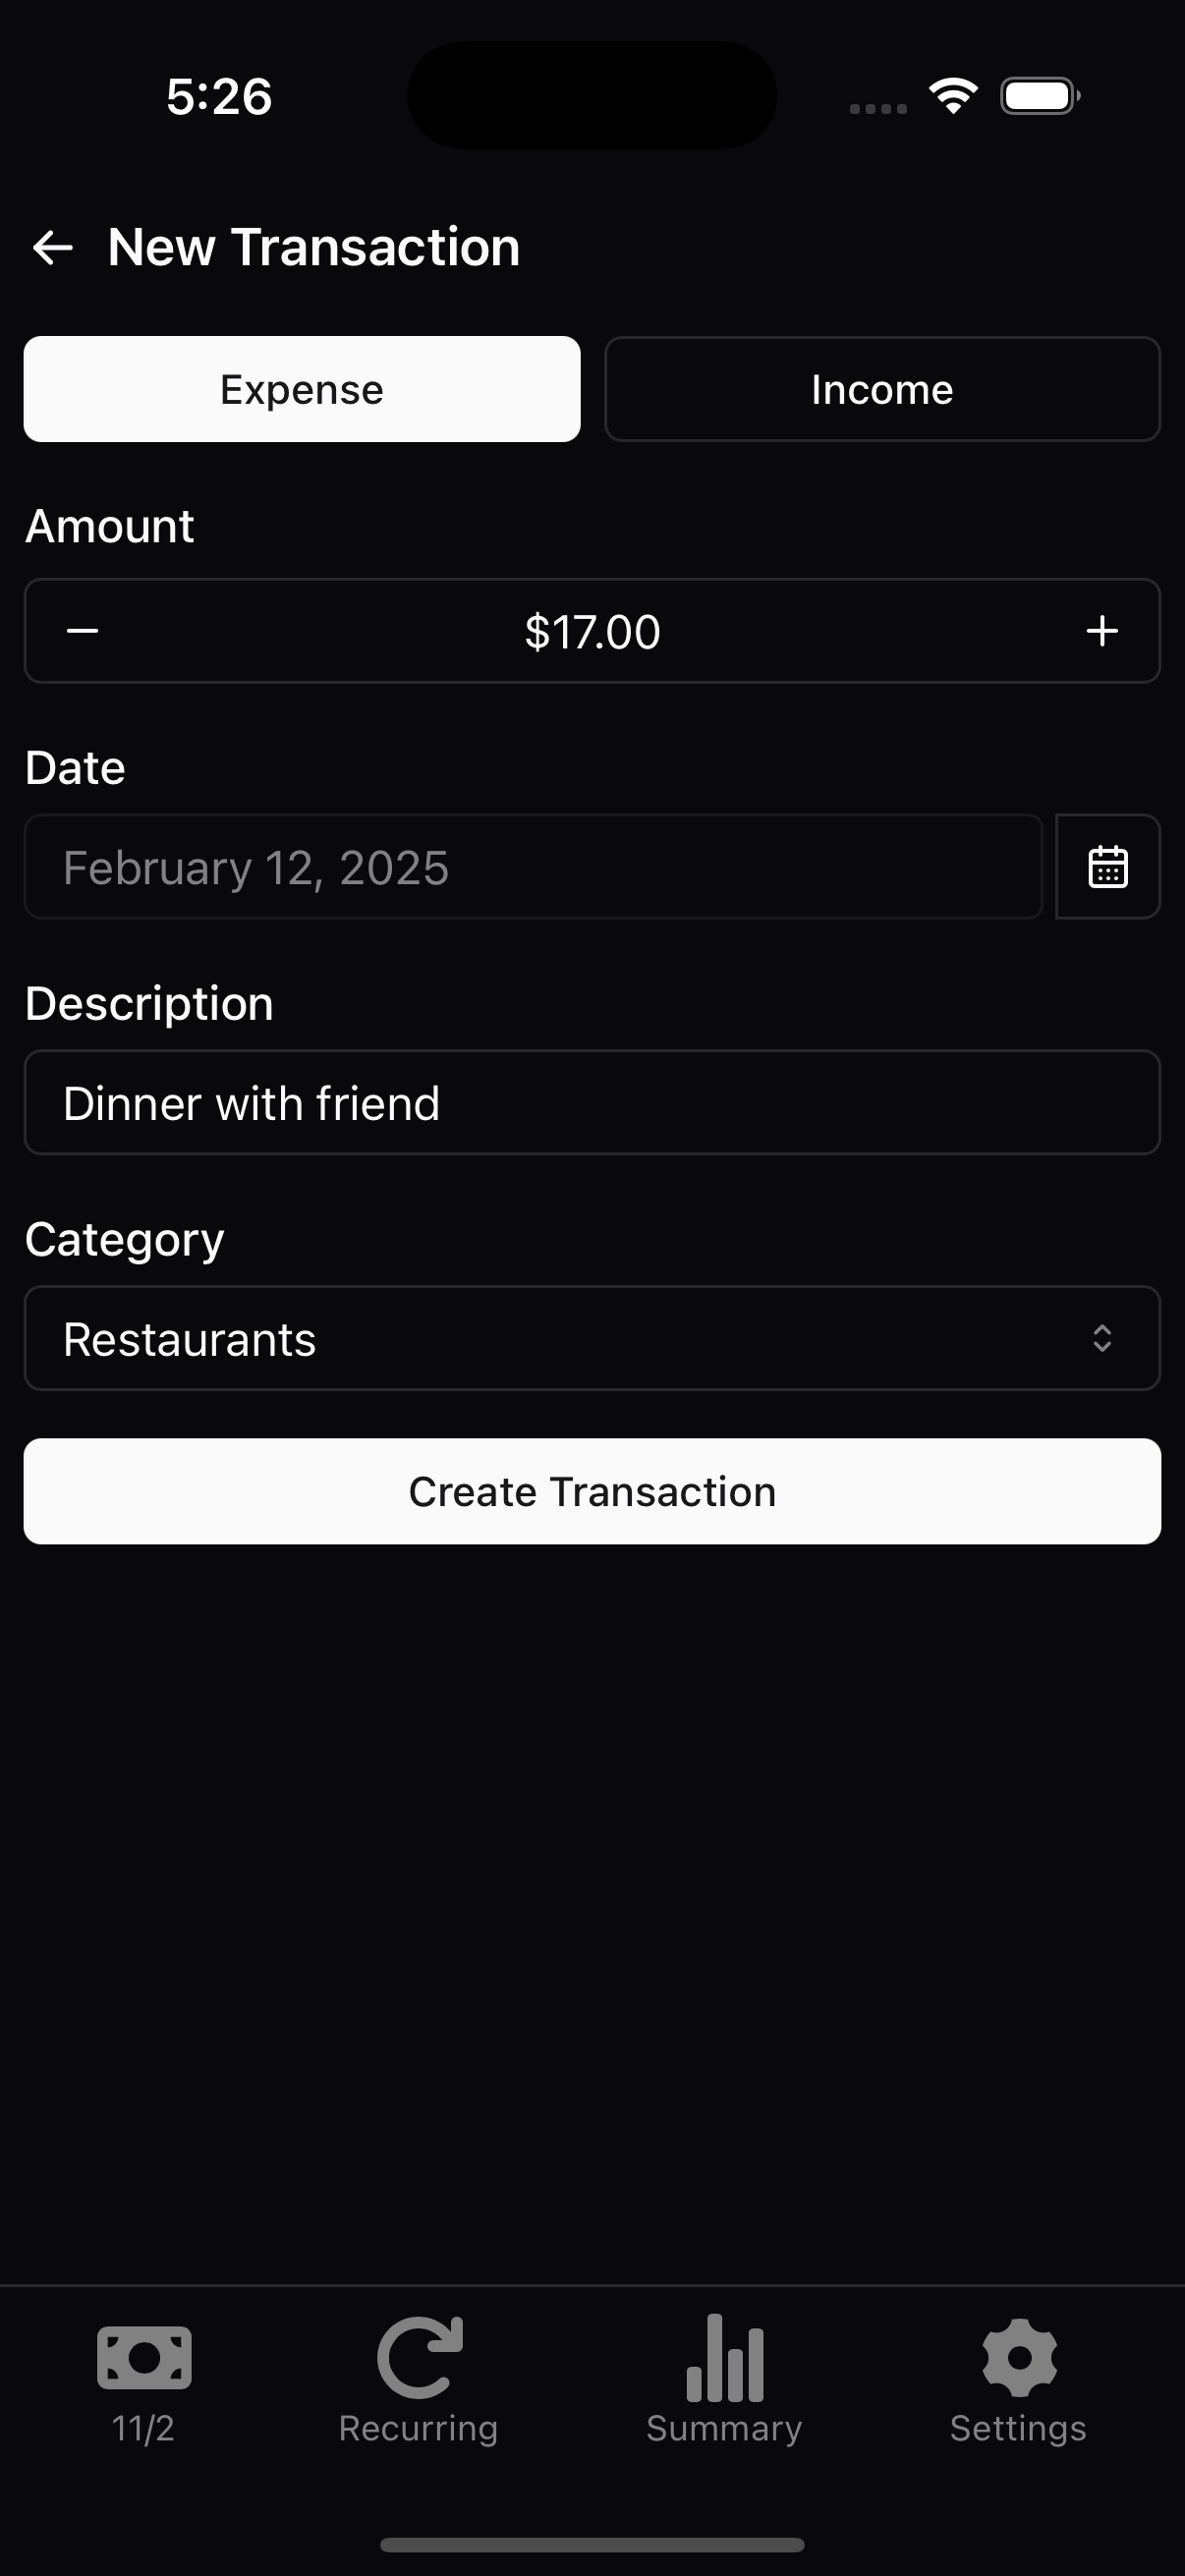 5:26
New Transaction
Expense
Income
Amount
$17.00
Date
February 12, 2025
Description
Dinner with friend
Category
Restaurants
Create Transaction
11/2
Recurring
Summary
Settings